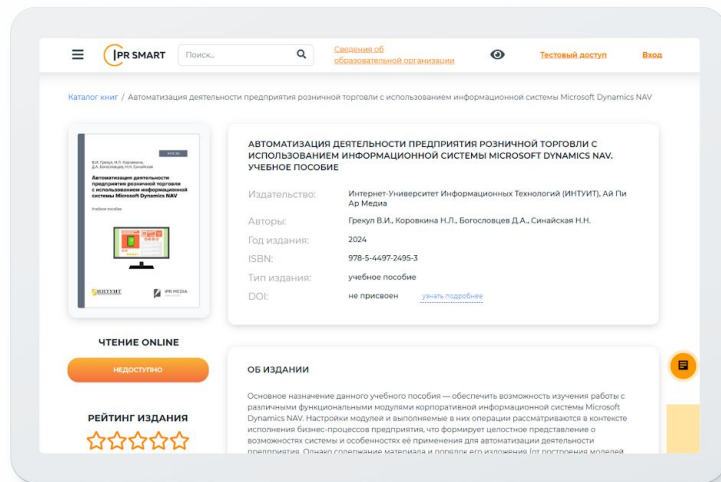 IPR SMART
Поиск...
Сведения об
образовательной организации
Тестовый доступ
Вход
Каталог книг / Автоматизация деятельности предприятия розничной торговли с использованием информационной системы Microsoft Dynamics NAV
В.И. Грекул, Н.Л. Коровкина,
Д.А. Богословцев, Н.Н. Синайская
Автоматизация деятельности
предприятия розничной торговли
с использованием информационной
системы Microsoft Dynamics NAV
Учебное пособие
ИНТУИТ
IPR MEDIA
ЧТЕНИЕ ONLINE
НЕДОСТУПНО
РЕЙТИНГ ИЗДАНИЯ
АВТОМАТИЗАЦИЯ ДЕЯТЕЛЬНОСТИ ПРЕДПРИЯТИЯ РОЗНИЧНОЙ ТОРГОВЛИ С
ИСПОЛЬЗОВАНИЕМ ИНФОРМАЦИОННОЙ СИСТЕМЫ MICROSOFT DYNAMICS NAV.
УЧЕБНОЕ ПОСОБИЕ
Издательство: Интернет-Университет Информационных Технологий (ИНТУИТ), Ай Пи
Ар Медиа
Авторы: Грекул В.И., Коровкина Н.Л., Богословцев Д.А., Синайская Н.Н.
Год издания: 2024
ISBN: 978-5-4497-2495-3
Тип издания: учебное пособие
DOI: не присвоен узнать подробнее
ОБ ИЗДАНИИ
Основное назначение данного учебного пособия — обеспечить возможность изучения работы с
различными функциональными модулями корпоративной информационной системы Microsoft
Dynamics NAV. Настройки модулей и выполняемые в них операции рассматриваются в контексте
исполнения бизнес-процессов предприятия, что формирует целостное представление о
возможностях системы и особенностях её применения для автоматизации деятельности
предприятия. Однако содержание материала и порядок его изложения (от построения моделей